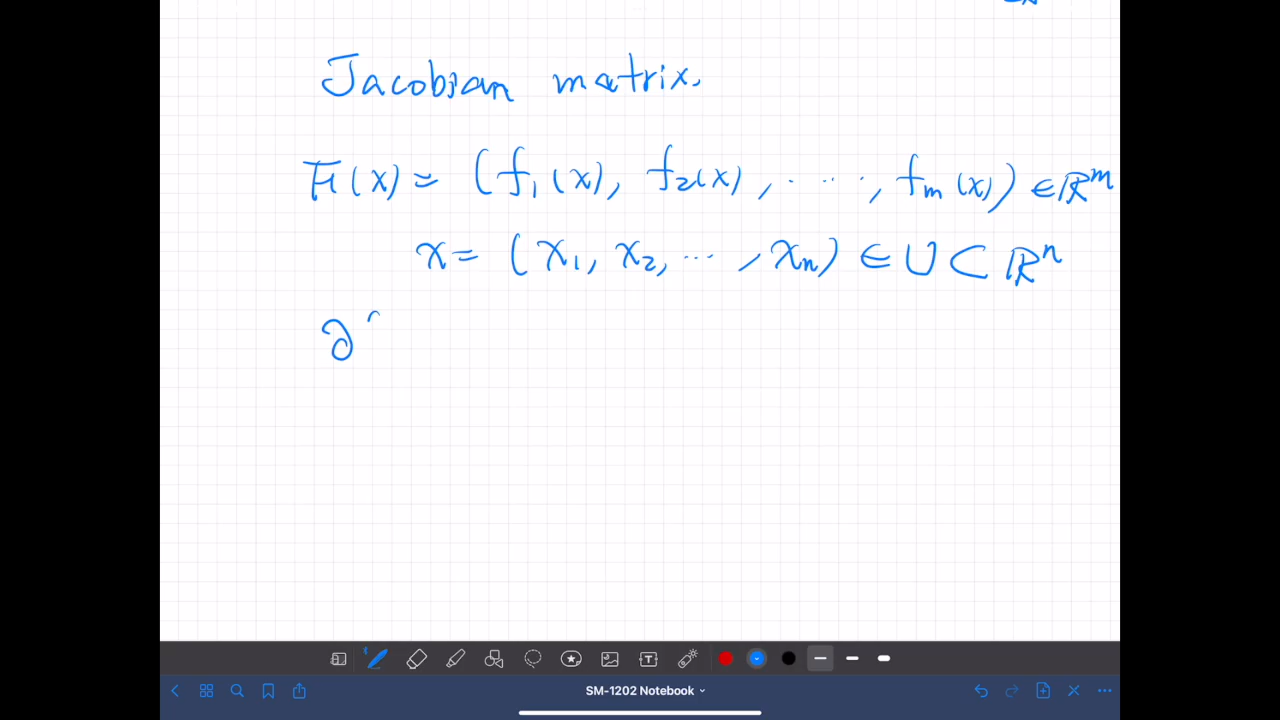 Jacobian matrix.
F(x) = (f₁(x), f₂(x), ....., fₘ(x)) ∈ ℝᵐ
x = (x₁, x₂, ..., xₙ) ∈ U ⊂ ℝⁿ
∂
SM-1202 Notebook